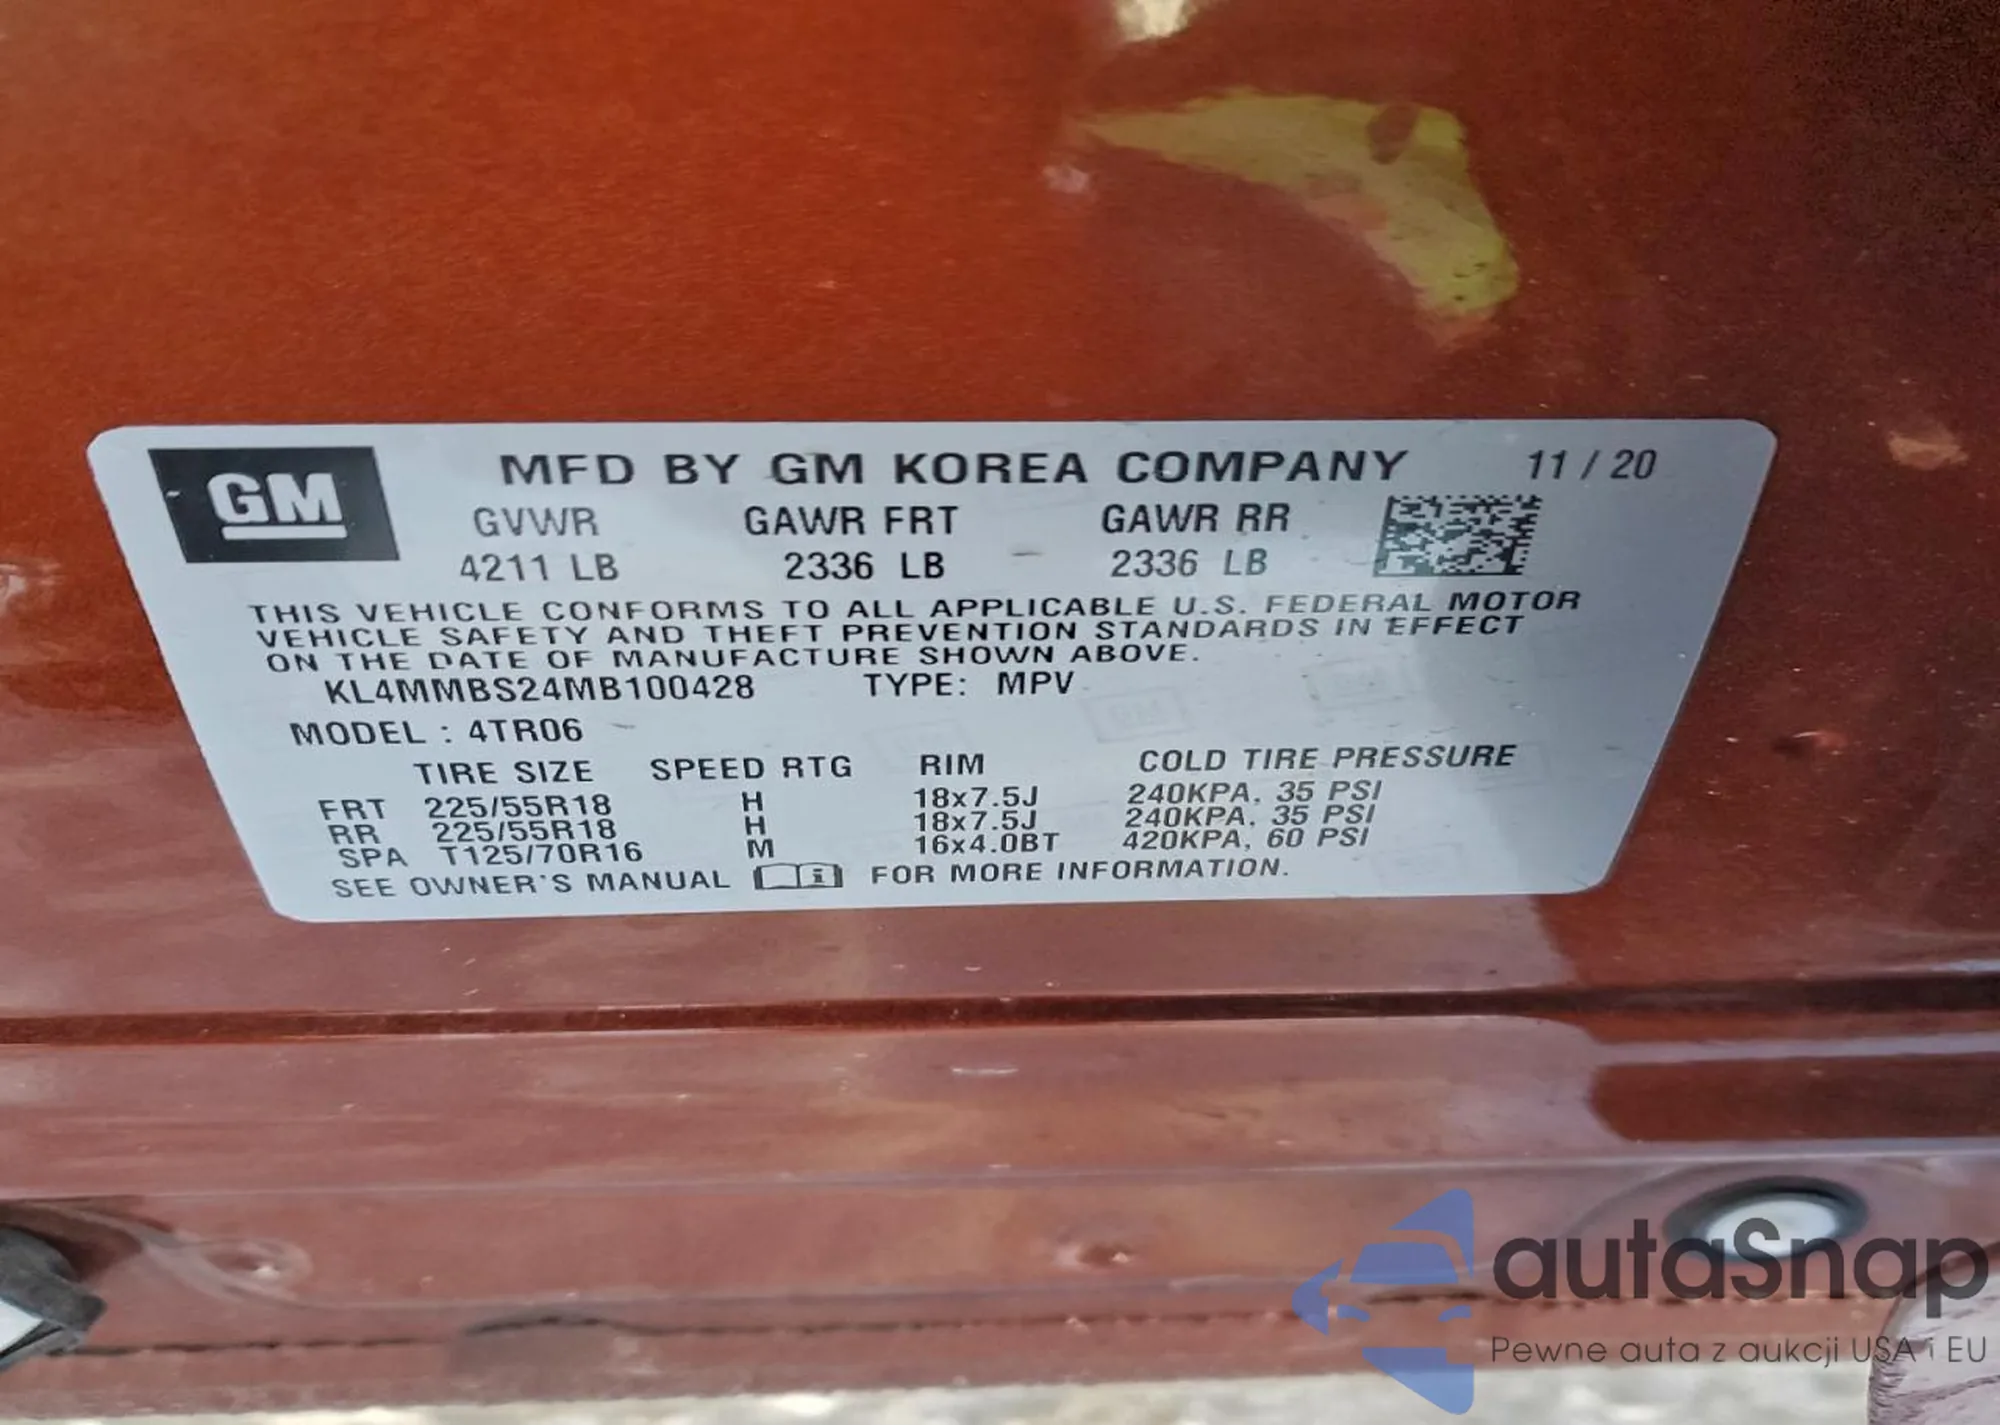 GM
MFD BY GM KOREA COMPANY 11 / 20
GVWR GAWR FRT GAWR RR
4211 LB 2336 LB 2336 LB
THIS VEHICLE CONFORMS TO ALL APPLICABLE U.S. FEDERAL MOTOR
VEHICLE SAFETY AND THEFT PREVENTION STANDARDS IN EFFECT
ON THE DATE OF MANUFACTURE SHOWN ABOVE.
KL4MMBS24MB100428 TYPE: MPV
MODEL : 4TR06
TIRE SIZE SPEED RTG RIM COLD TIRE PRESSURE
FRT 225/55R18 H 18x7.5J 240KPA, 35 PSI
RR 225/55R18 H 18x7.5J 240KPA, 35 PSI
SPA T125/70R16 M 16x4.0BT 420KPA, 60 PSI
SEE OWNER'S MANUAL i FOR MORE INFORMATION.
autaSnap
Pewne auta z aukcji USA i EU